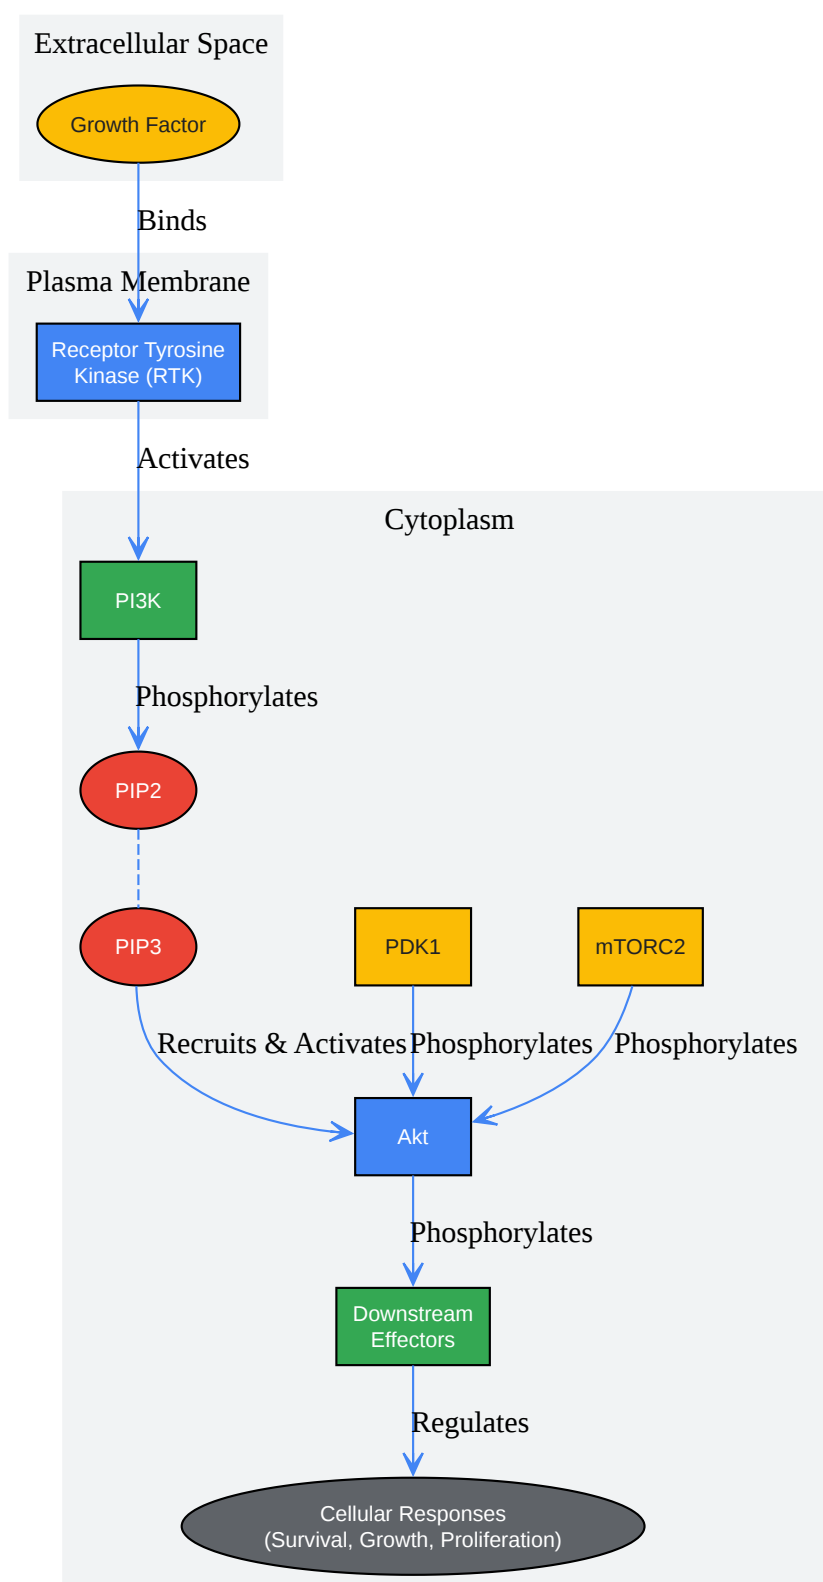 Extracellular Space
Growth Factor
Binds
Plasma Membrane
Receptor Tyrosine
Kinase (RTK)
Activates
Cytoplasm
PI3K
Phosphorylates
PIP2
PIP3
PDK1
mTORC2
Recruits & Activates
Phosphorylates
Phosphorylates
Akt
Phosphorylates
Downstream
Effectors
Regulates
Cellular Responses
(Survival, Growth, Proliferation)